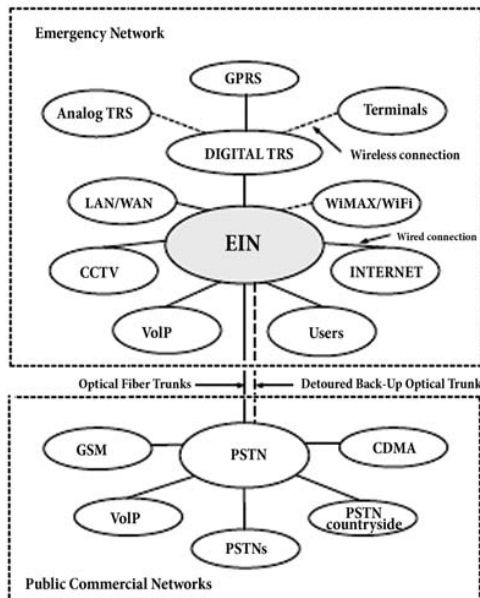 Emergency Network
GPRS
Analog TRS
Terminals
DIGITAL TRS
Wireless connection
LAN/WAN
WiMAX/WiFi
EIN
Wired connection
CCTV
INTERNET
VoIP
Users
Optical Fiber Trunks
Detoured Back-Up Optical Trunk
GSM
PSTN
CDMA
VoIP
PSTN
countryside
PSTNs
Public Commercial Networks